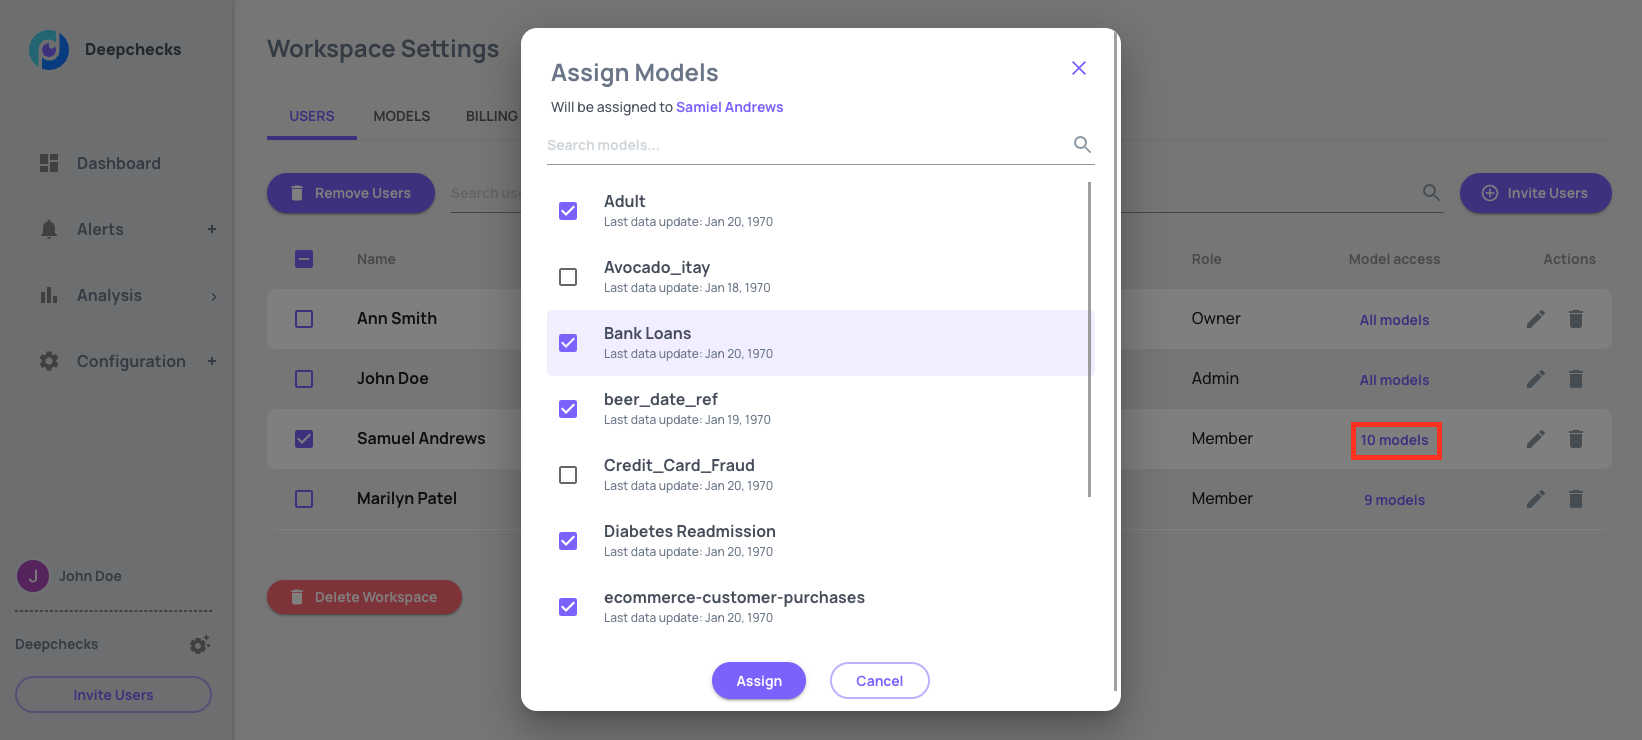 Deepchecks
Dashboard
Alerts
Analysis
Configuration
J John Doe
Deepchecks
Invite Users
Workspace Settings
USERS MODELS BILLING
Remove Users
Invite Users
Name Role Model access Actions
Ann Smith Owner All models
John Doe Admin All models
Samuel Andrews Member 10 models
Marilyn Patel Member 9 models
Delete Workspace
Assign Models
Will be assigned to Samiel Andrews
Search models...
Adult
Last data update: Jan 20, 1970
Avocado_itay
Last data update: Jan 18, 1970
Bank Loans
Last data update: Jan 20, 1970
beer_date_ref
Last data update: Jan 19, 1970
Credit_Card_Fraud
Last data update: Jan 20, 1970
Diabetes Readmission
Last data update: Jan 20, 1970
ecommerce-customer-purchases
Last data update: Jan 20, 1970
Assign Cancel